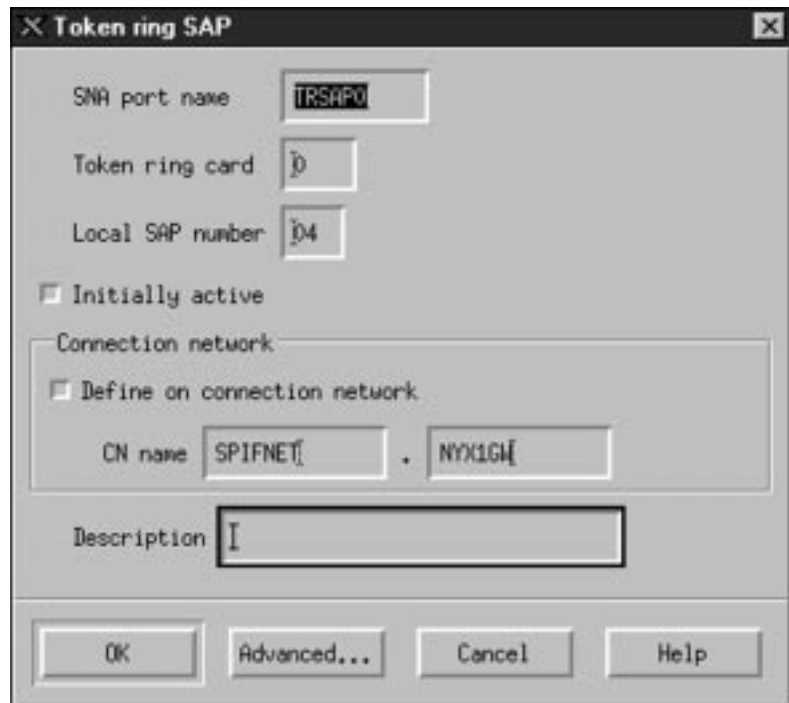 Token ring SAP
SNA port name TRSAP0
Token ring card 0
Local SAP number 04
Initially active
Connection network
Define on connection network
CN name SPIFNET . NYX1GW
Description
OK Advanced... Cancel Help